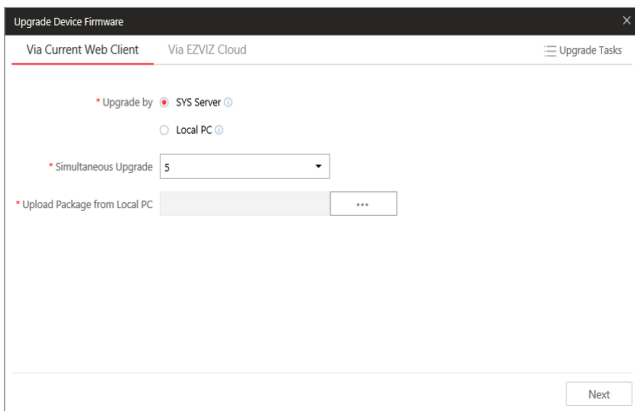 Upgrade Device Firmware
Via Current Web Client Via EZVIZ Cloud Upgrade Tasks
* Upgrade by SYS Server
Local PC
* Simultaneous Upgrade 5
* Upload Package from Local PC ...
Next